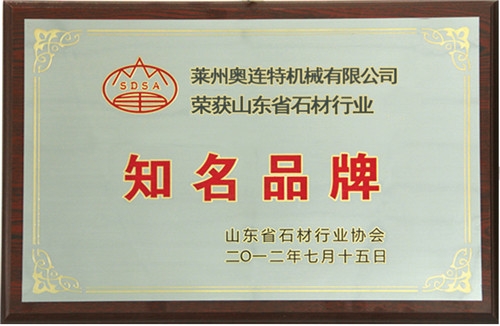 SDSA
莱州奥连特机械有限公司
荣获山东省石材行业
知名品牌
山东省石材行业协会
二〇一二年七月十五日